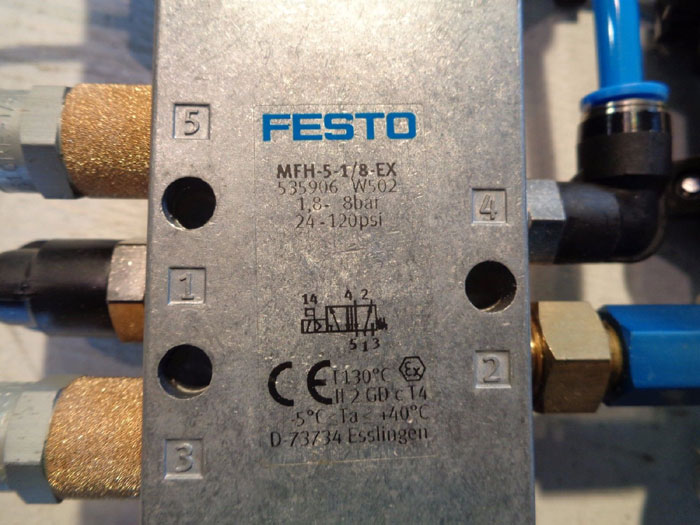 5
FESTO
MFH-5-1/8-EX
535906 W502
1,8- 8bar
24-120psi
4
1
14 4 2
5 1 3
CE T130°C Ex
II 2 GD c T4
-5°C <Ta< +40°C
2
D-73734 Esslingen
3